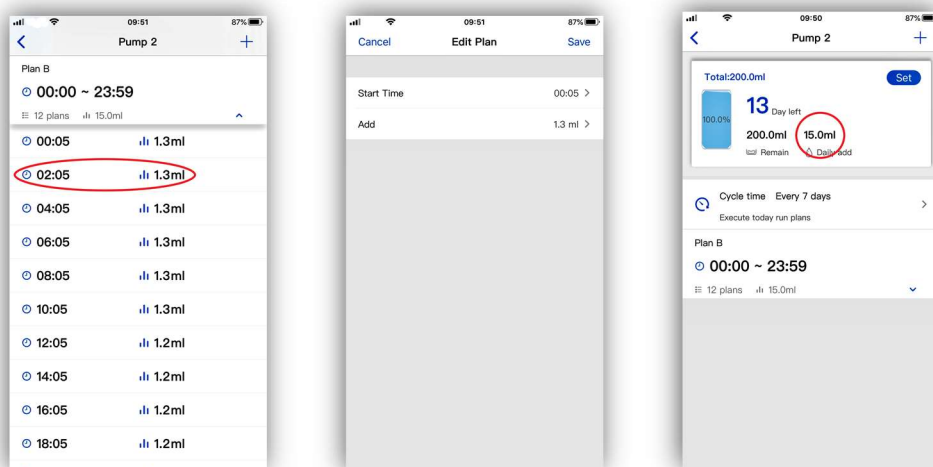 09:51
87%
Pump 2
+
Plan B
00:00 ~ 23:59
12 plans 15.0ml
00:05 1.3ml
02:05 1.3ml
04:05 1.3ml
06:05 1.3ml
08:05 1.3ml
10:05 1.3ml
12:05 1.2ml
14:05 1.2ml
16:05 1.2ml
18:05 1.2ml
09:51
87%
Cancel Edit Plan Save
Start Time 00:05 >
Add 1.3 ml >
09:50
87%
Pump 2
+
Total:200.0ml Set
13 Day left
100.0%
200.0ml 15.0ml
Remain Daily add
Cycle time Every 7 days
Execute today run plans
Plan B
00:00 ~ 23:59
12 plans 15.0ml